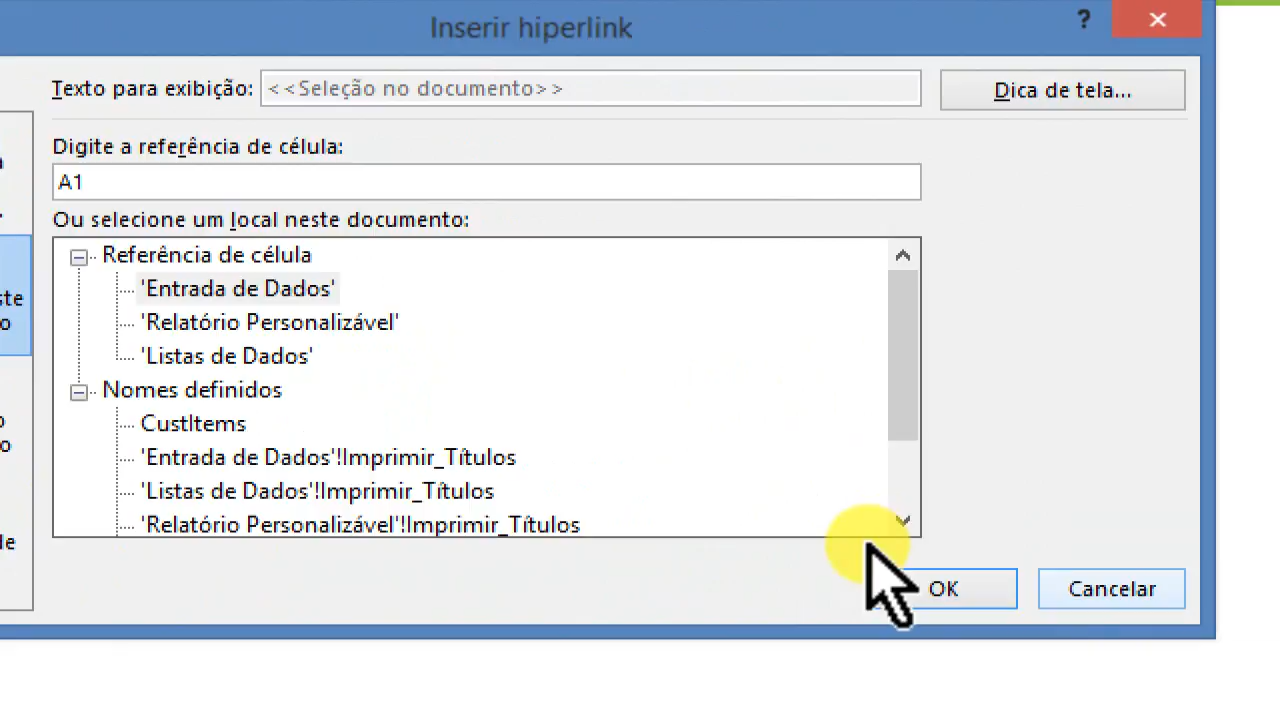 Inserir hiperlink
?
Texto para exibição: <<Seleção no documento>>
Dica de tela...
Digite a referência de célula:
A1
Ou selecione um local neste documento:
Referência de célula
'Entrada de Dados'
'Relatório Personalizável'
'Listas de Dados'
Nomes definidos
CustItems
'Entrada de Dados'!Imprimir_Títulos
'Listas de Dados'!Imprimir_Títulos
'Relatório Personalizável'!Imprimir_Títulos
OK
Cancelar